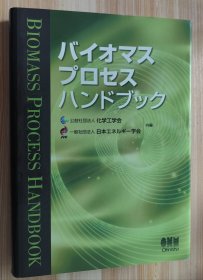 BIOMASS PROCESS HANDBOOK
バイオマス
プロセス
ハンドブック
公益社団法人 化学工学会
一般社団法人 日本エネルギー学会
共編
OHM
Ohmsha